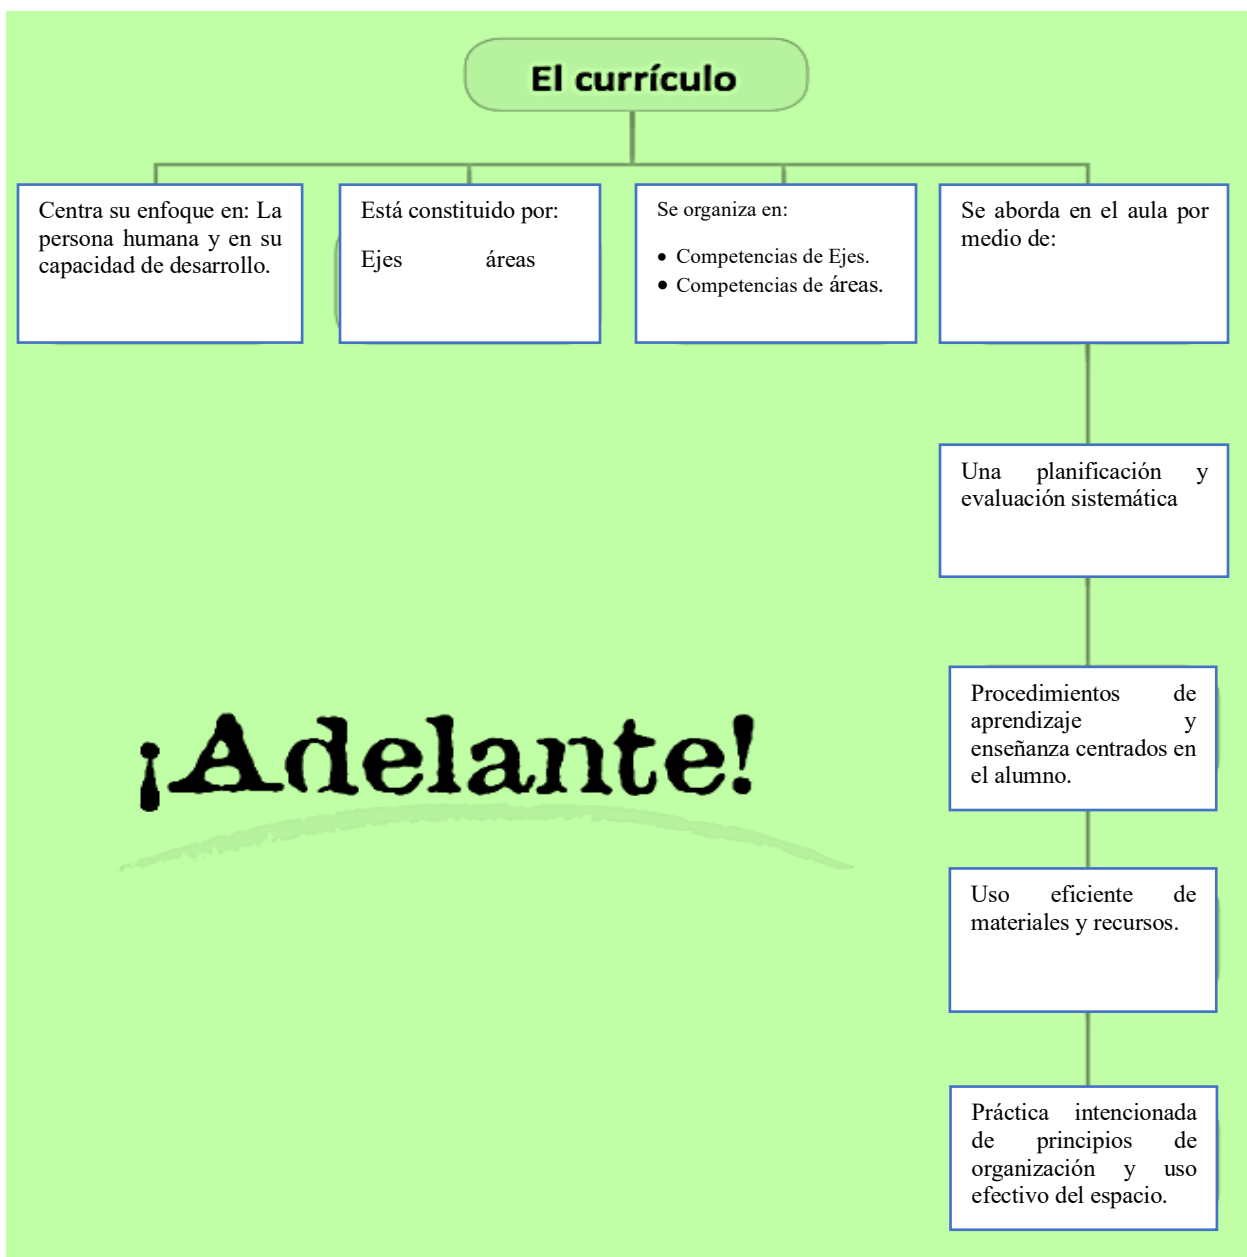 El currículo
Centra su enfoque en: La
persona humana y en su
capacidad de desarrollo.
Está constituido por:
Ejes áreas
Se organiza en:
• Competencias de Ejes.
• Competencias de áreas.
Se aborda en el aula por
medio de:
Una planificación y
evaluación sistemática
Procedimientos de
aprendizaje y
enseñanza centrados en
el alumno.
¡Adelante!
Uso eficiente de
materiales y recursos.
Práctica intencionada
de principios de
organización y uso
efectivo del espacio.